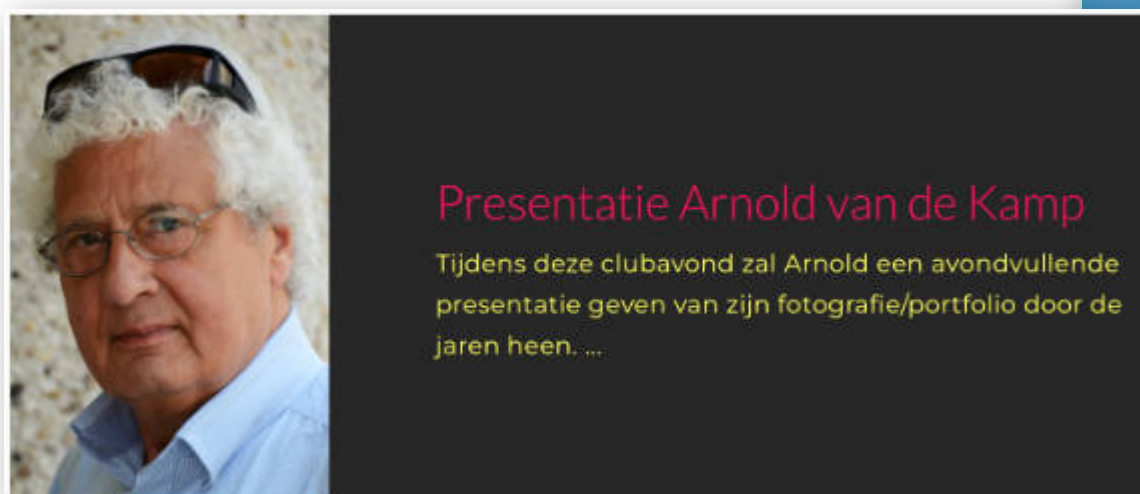 Presentatie Arnold van de Kamp
Tijdens deze clubavond zal Arnold een avondvullende
presentatie geven van zijn fotografie/portfolio door de
jaren heen. ...